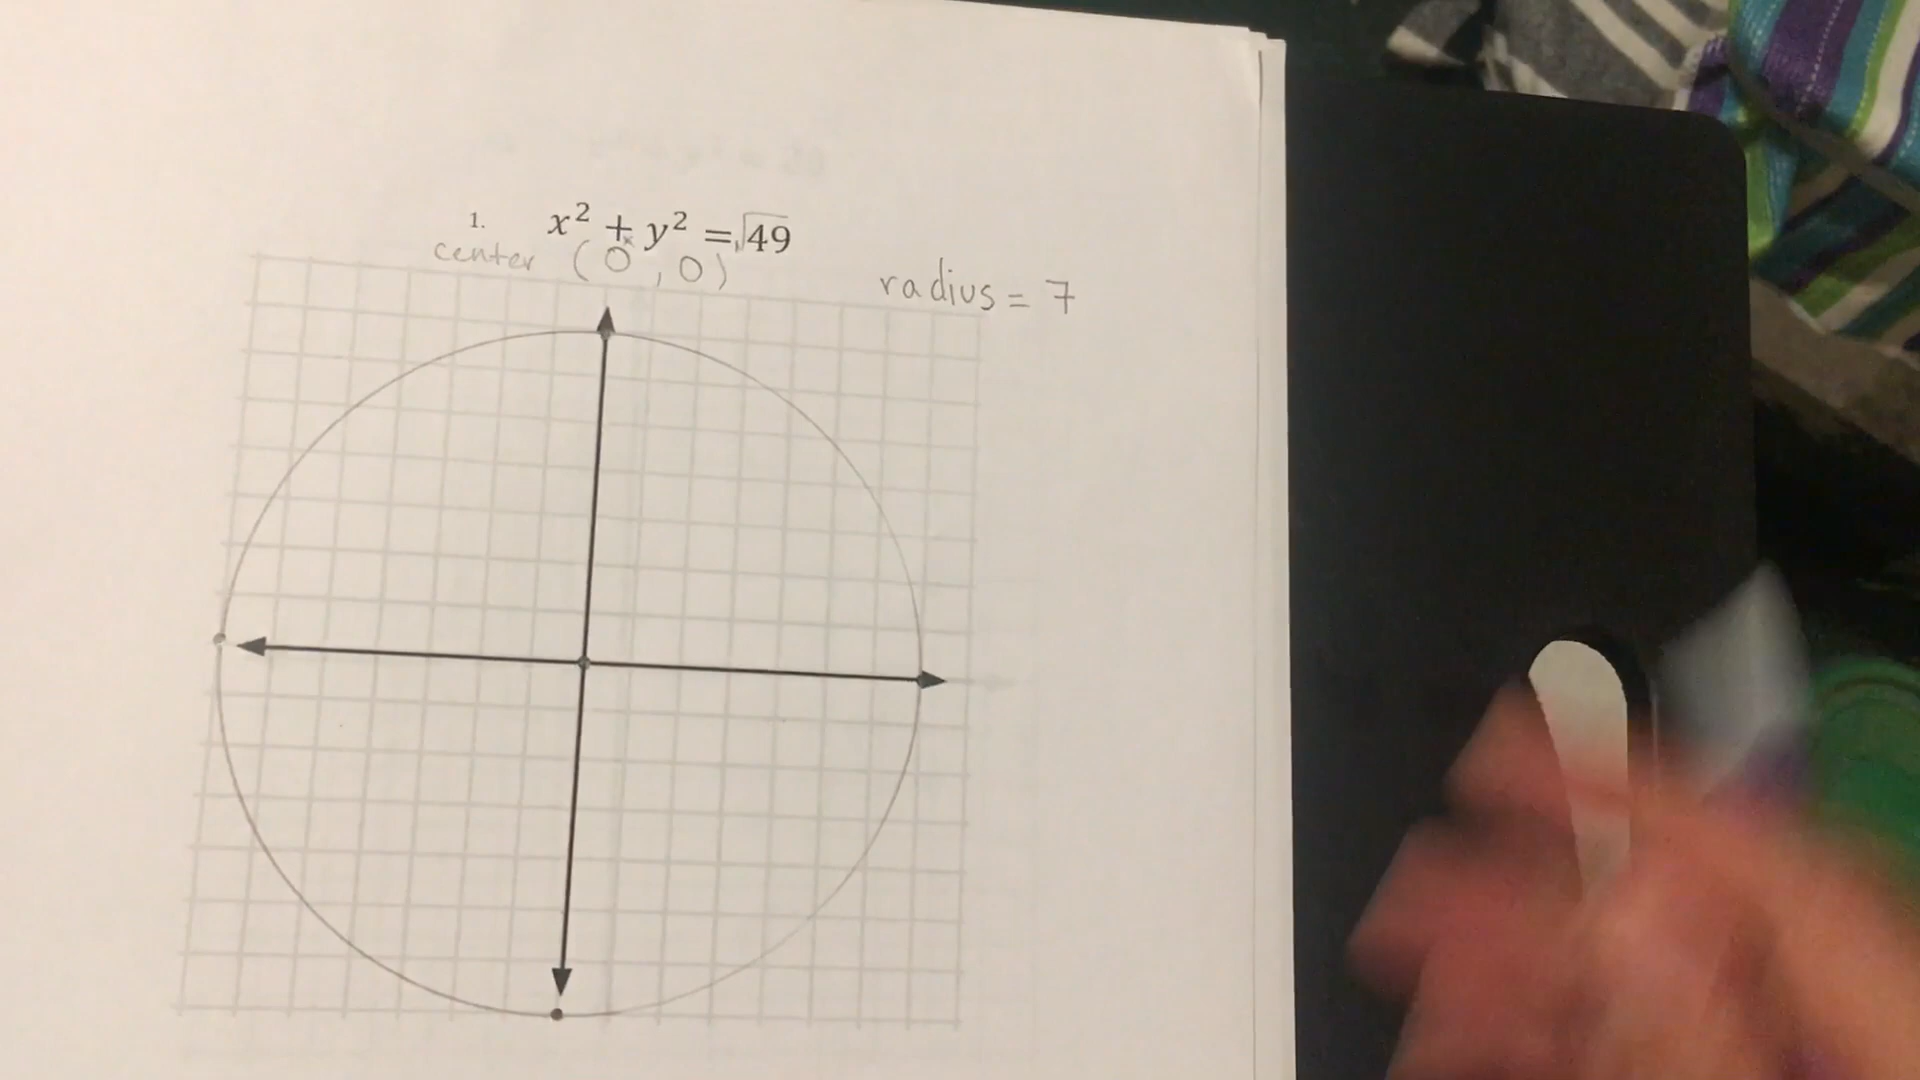 1. x² + y² = √49
center (0, 0)
radius = 7